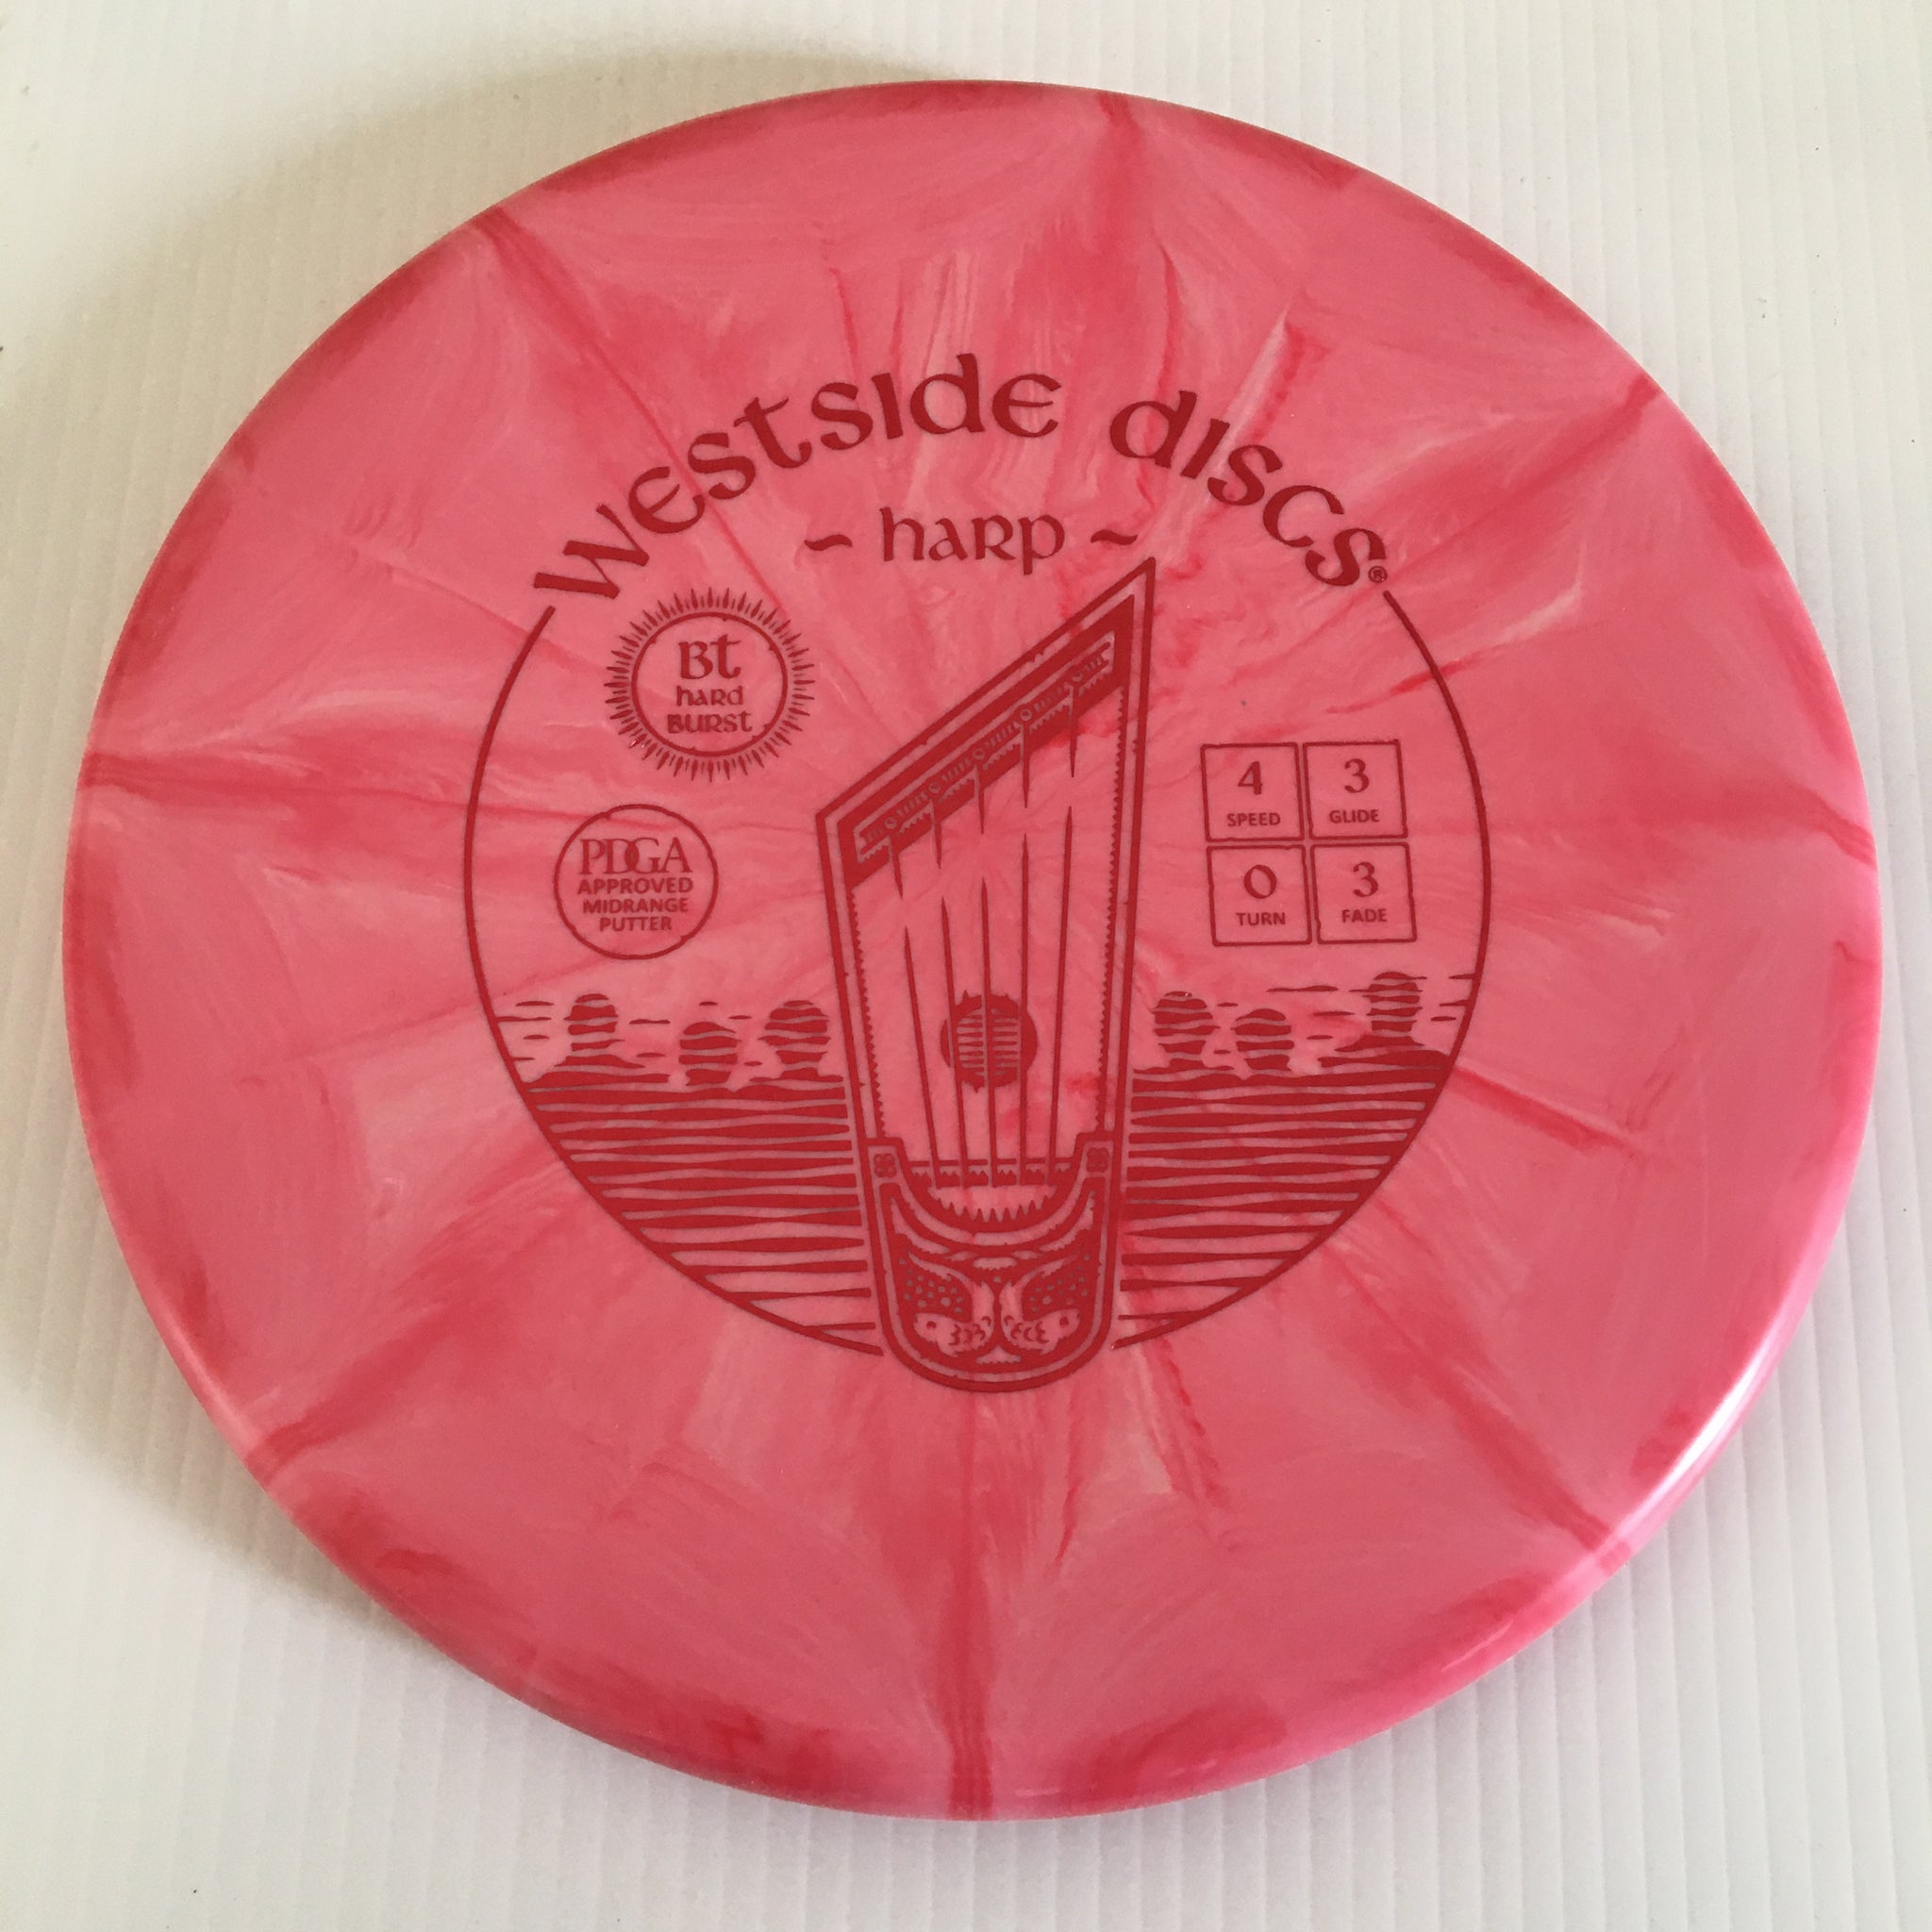 Westside discs®
~ harp ~
Bt
hard
BURST
PDGA
APPROVED
MIDRANGE
PUTTER
4
SPEED
3
GLIDE
0
TURN
3
FADE